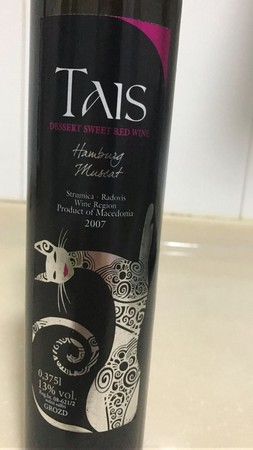 TAIS
DESSERT SWEET RED WINE
Hamburg
Muscat
Strumica - Radovis
Wine Region
Product of Macedonia
2007
0.375l
13% vol.
GROZD